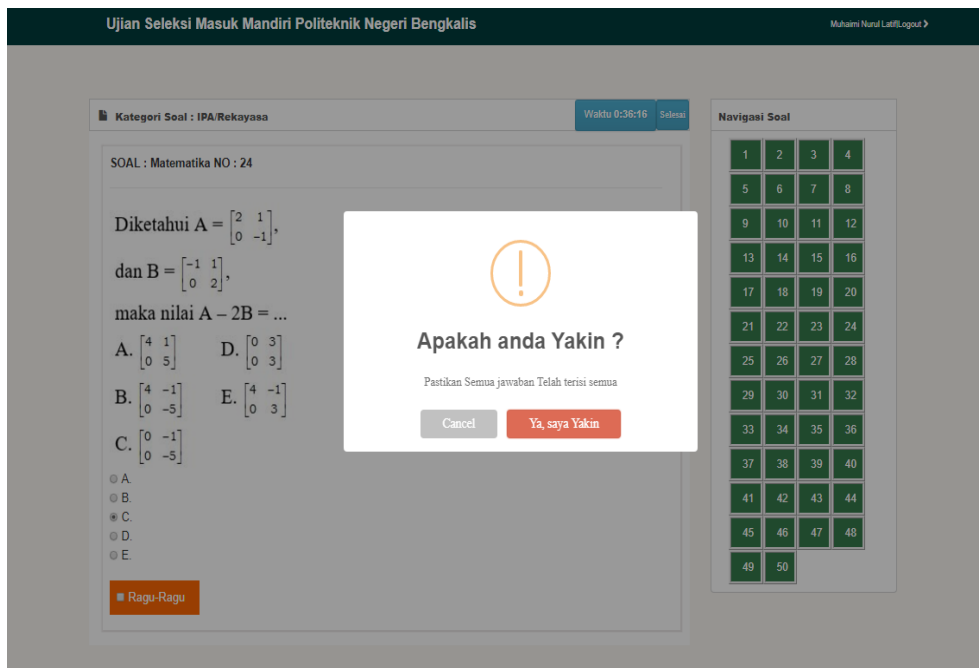 Ujian Seleksi Masuk Mandiri Politeknik Negeri Bengkalis
Muhaimi Nurul Latif|Logout
Kategori Soal : IPA/Rekayasa
Waktu 0:36:16 Selesai
SOAL : Matematika NO : 24
Diketahui A = [2 1
0 -1],
dan B = [-1 1
0 2],
maka nilai A – 2B = ...
A. [4 1
0 5]
D. [0 3
0 3]
B. [4 -1
0 -5]
E. [4 -1
0 3]
C. [0 -1
0 -5]
A.
B.
C.
D.
E.
Ragu-Ragu
Apakah anda Yakin ?
Pastikan Semua jawaban Telah terisi semua
Cancel Ya, saya Yakin
Navigasi Soal
1 2 3 4
5 6 7 8
9 10 11 12
13 14 15 16
17 18 19 20
21 22 23 24
25 26 27 28
29 30 31 32
33 34 35 36
37 38 39 40
41 42 43 44
45 46 47 48
49 50